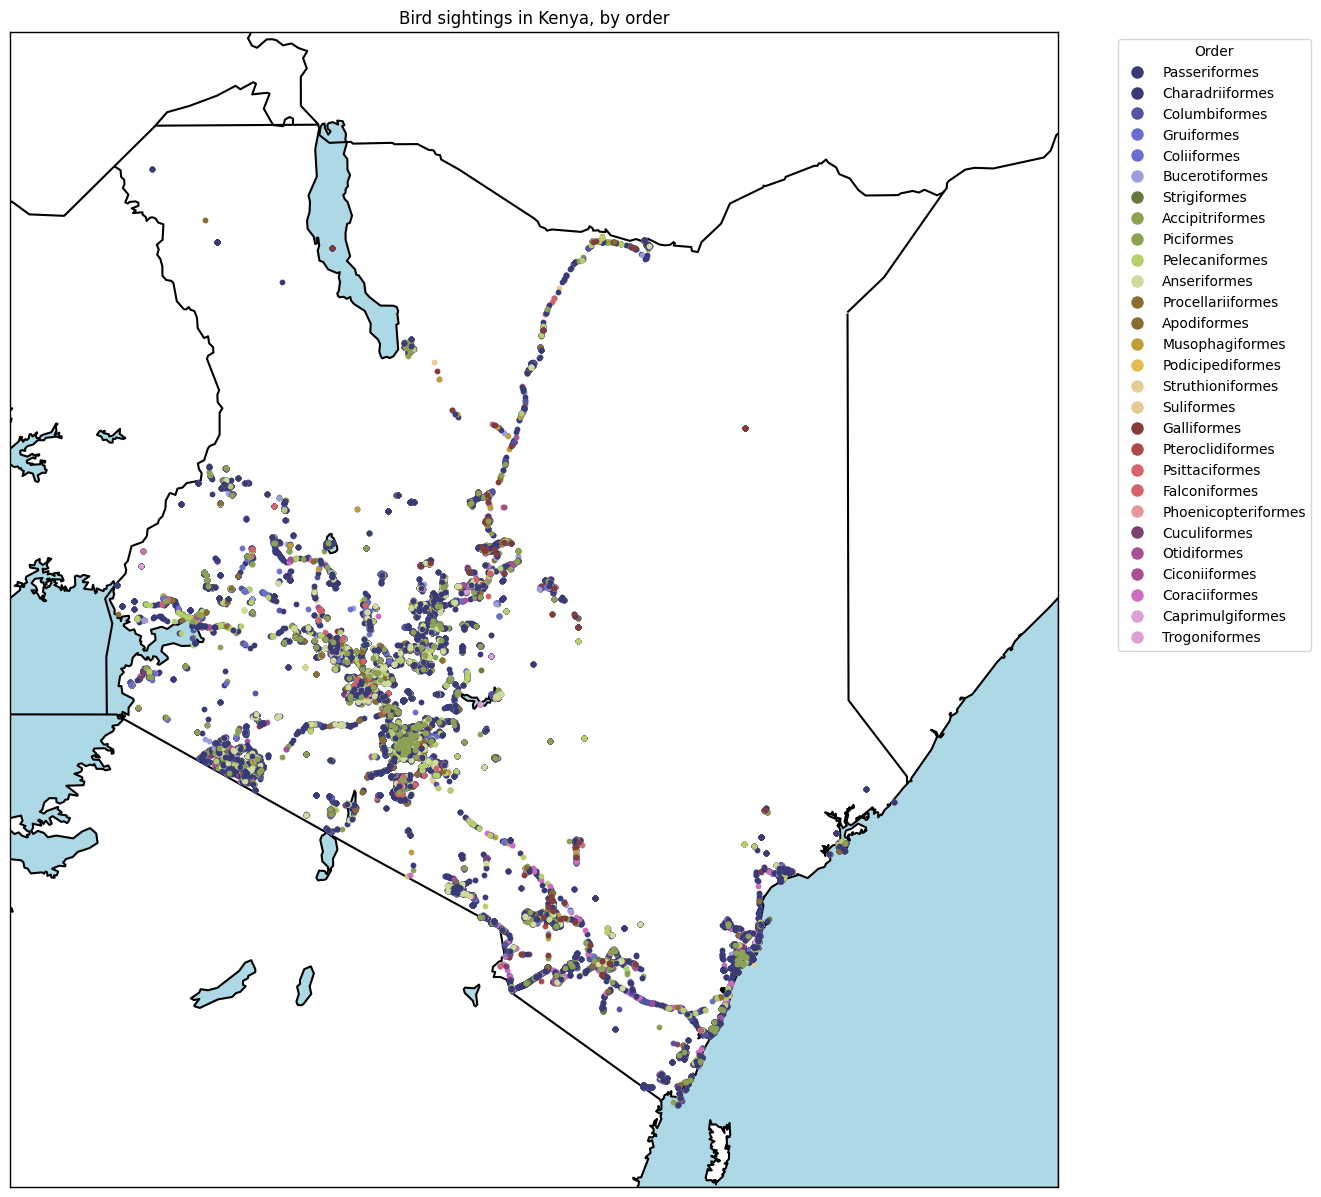 Bird sightings in Kenya, by order
Order
Passeriformes
Charadriiformes
Columbiformes
Gruiformes
Coliiformes
Bucerotiformes
Strigiformes
Accipitriformes
Piciformes
Pelecaniformes
Anseriformes
Procellariiformes
Apodiformes
Musophagiformes
Podicipediformes
Struthioniformes
Suliformes
Galliformes
Pteroclidiformes
Psittaciformes
Falconiformes
Phoenicopteriformes
Cuculiformes
Otidiformes
Ciconiiformes
Coraciiformes
Caprimulgiformes
Trogoniformes